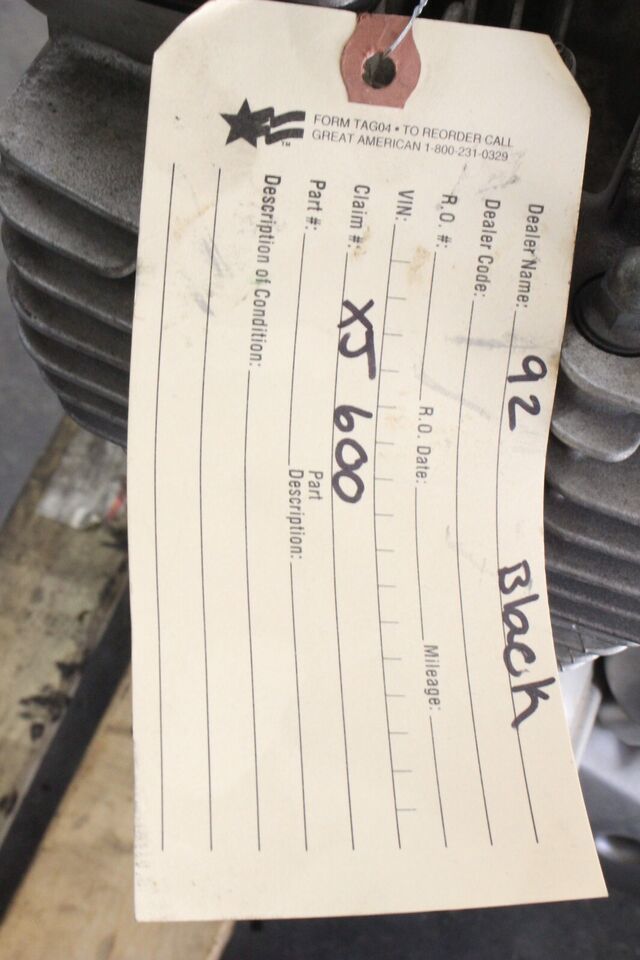 FORM TAG04 • TO REORDER CALL
GREAT AMERICAN 1-800-231-0329
Dealer Name: 92 Black
Dealer Code:
R.O. #: R.O. Date: Mileage:
VIN:
Claim #: XJ 600
Part #: Part Description:
Description of Condition: